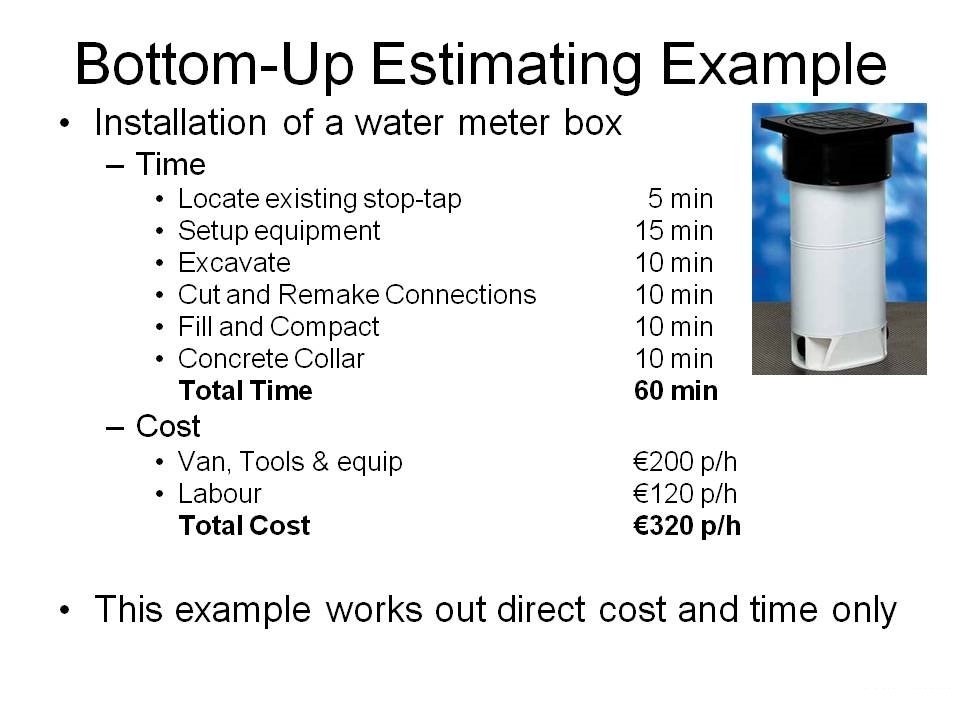 Bottom-Up Estimating Example
• Installation of a water meter box
– Time
• Locate existing stop-tap 5 min
• Setup equipment 15 min
• Excavate 10 min
• Cut and Remake Connections 10 min
• Fill and Compact 10 min
• Concrete Collar 10 min
Total Time 60 min
– Cost
• Van, Tools & equip €200 p/h
• Labour €120 p/h
Total Cost €320 p/h
• This example works out direct cost and time only